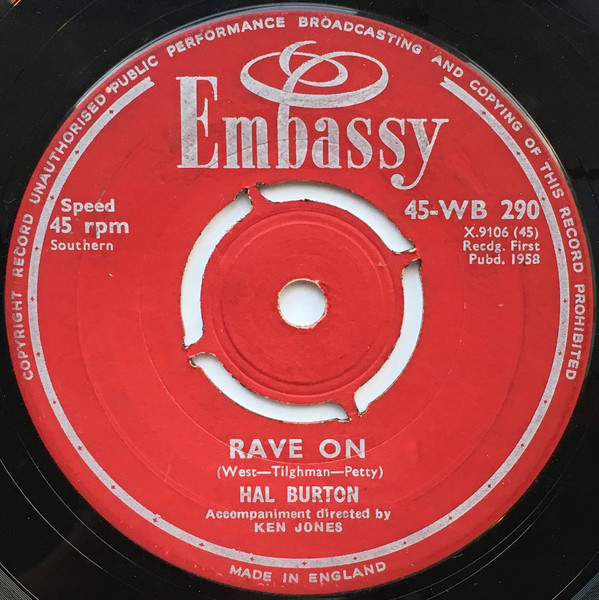 COPYRIGHT RECORD UNAUTHORISED PUBLIC PERFORMANCE BROADCASTING AND COPYING OF THIS RECORD PROHIBITED
Embassy
Speed
45 rpm
Southern
45-WB 290
X.9106 (45)
Recdg. First
Pubd. 1958
RAVE ON
(West—Tilghman—Petty)
HAL BURTON
Accompaniment directed by
KEN JONES
MADE IN ENGLAND